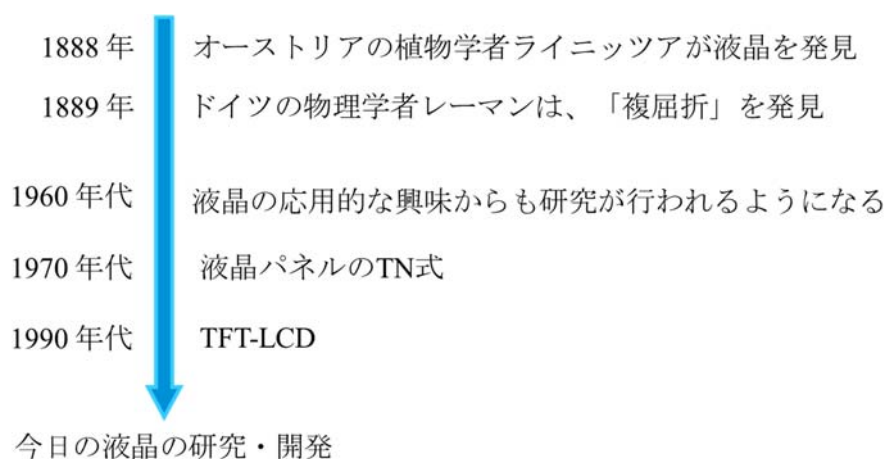 1888 年 オーストリアの植物学者ライニッツアが液晶を発見
1889 年 ドイツの物理学者レーマンは、「複屈折」を発見
1960 年代 液晶の応用的な興味からも研究が行われるようになる
1970 年代 液晶パネルのTN式
1990 年代 TFT-LCD
今日の液晶の研究・開発